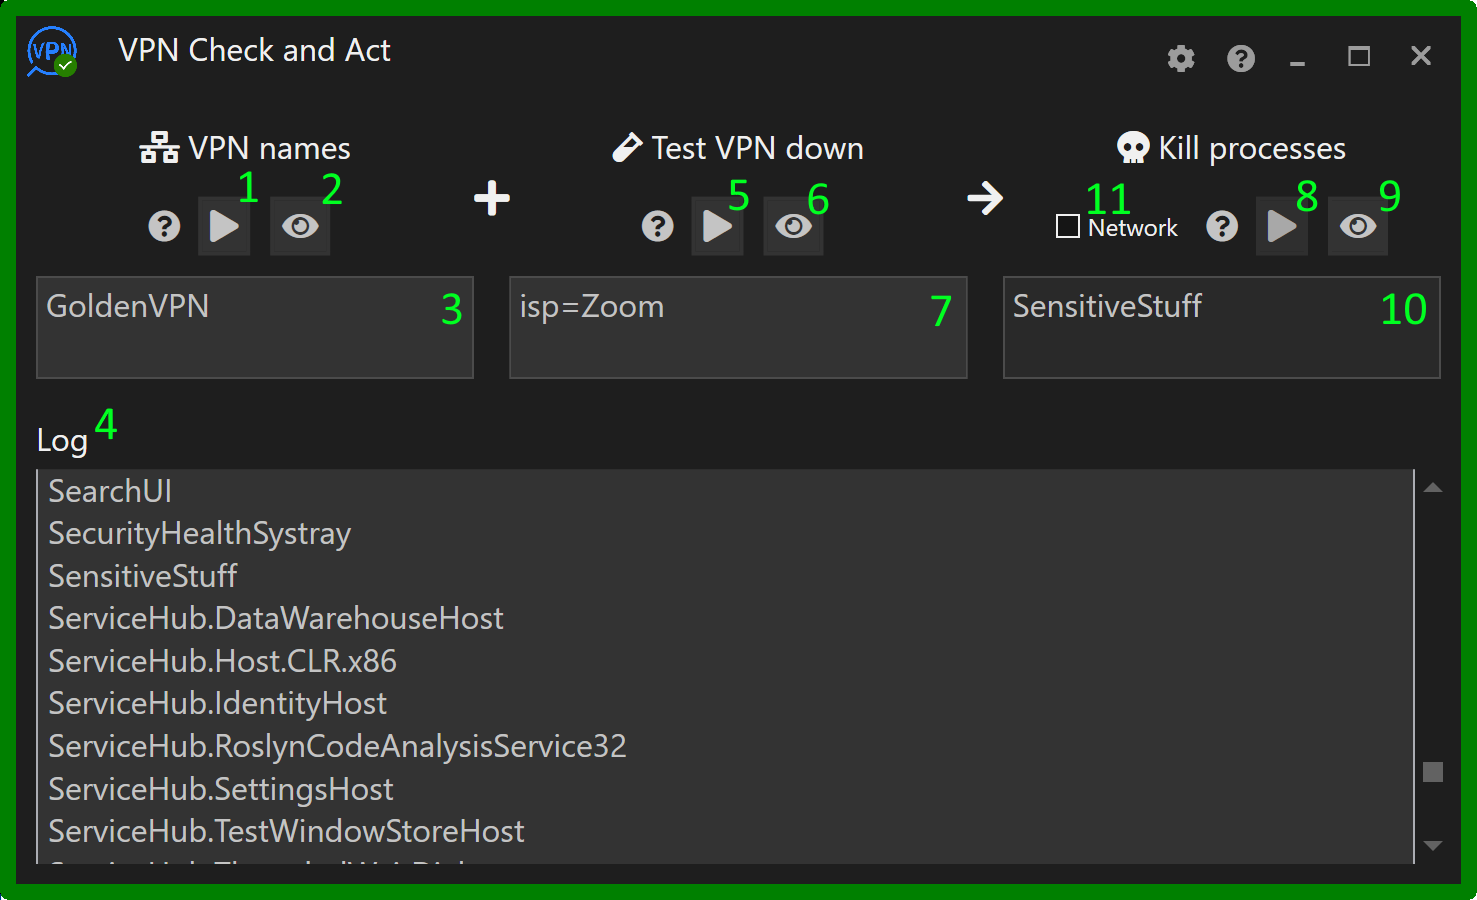 VPN
VPN Check and Act
VPN names
Test VPN down
Kill processes
1
2
5
6
11
8
9
Network
GoldenVPN
3
isp=Zoom
7
SensitiveStuff
10
Log
4
SearchUI
SecurityHealthSystray
SensitiveStuff
ServiceHub.DataWarehouseHost
ServiceHub.Host.CLR.x86
ServiceHub.IdentityHost
ServiceHub.RoslynCodeAnalysisService32
ServiceHub.SettingsHost
ServiceHub.TestWindowStoreHost